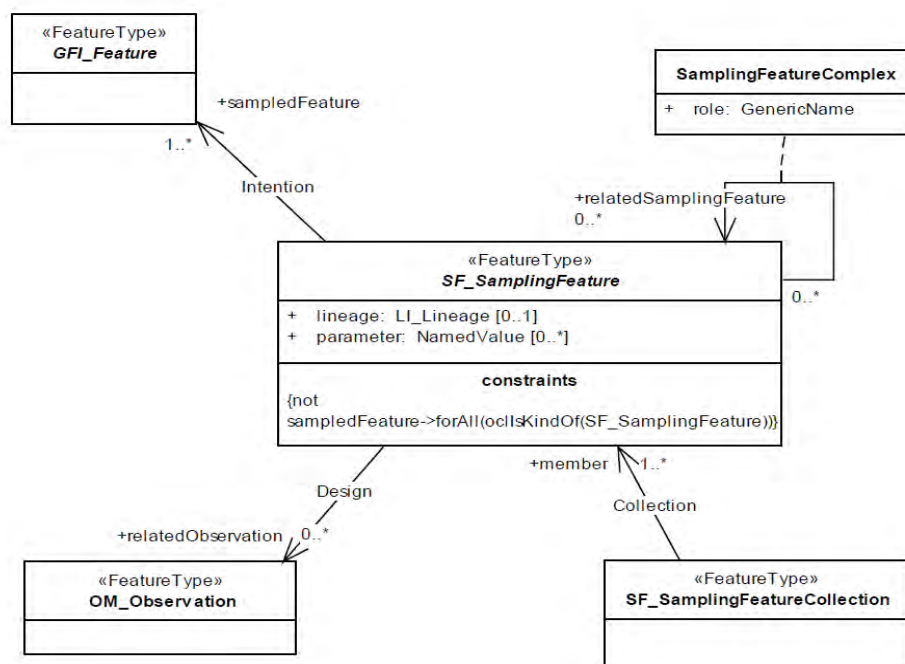 «FeatureType»
GFI_Feature
+sampledFeature
1..*
Intention
SamplingFeatureComplex
+ role: GenericName
+relatedSamplingFeature
0..*
0..*
«FeatureType»
SF_SamplingFeature
+ lineage: LI_Lineage [0..1]
+ parameter: NamedValue [0..*]
constraints
{not
sampledFeature->forAll(oclIsKindOf(SF_SamplingFeature))}
+member
1..*
Design
Collection
+relatedObservation
0..*
«FeatureType»
OM_Observation
«FeatureType»
SF_SamplingFeatureCollection